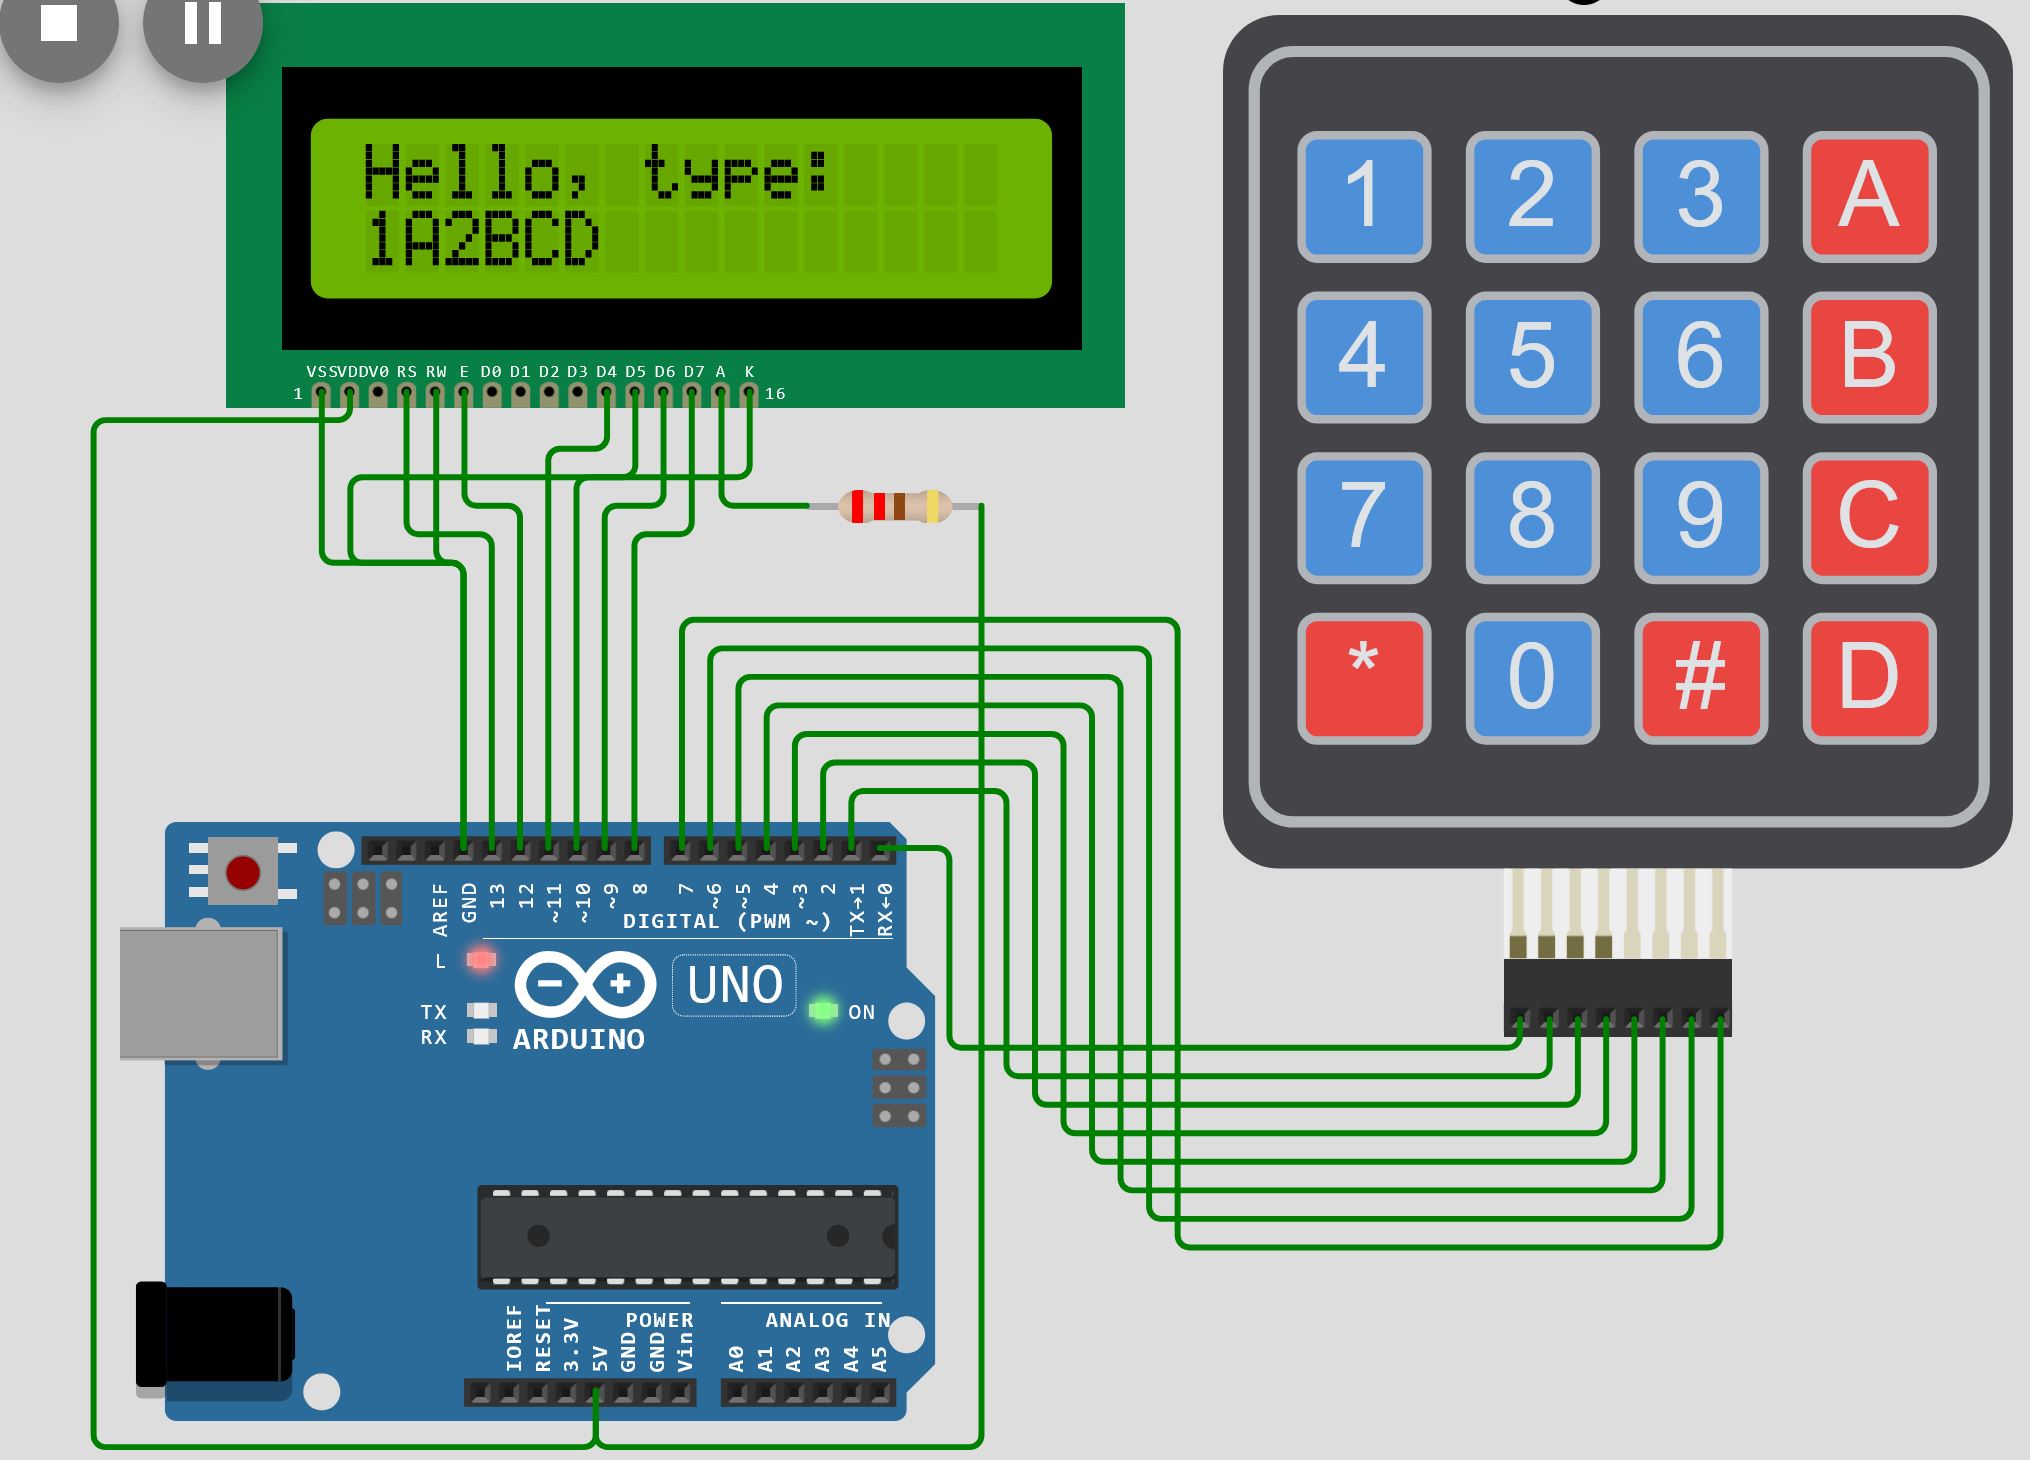 Hello, type:
1A2BCD
VSS VDD V0 RS RW E D0 D1 D2 D3 D4 D5 D6 D7 A K
1 16
1 2 3 A
4 5 6 B
7 8 9 C
* 0 # D
AREF GND 13 12 ~11 ~10 ~9 8 7 ~6 ~5 4 ~3 2 TX→1 RX←0
DIGITAL (PWM ~)
L
TX
RX
UNO
ON
ARDUINO
POWER
ANALOG IN
IOREF RESET 3.3V 5V GND GND Vin A0 A1 A2 A3 A4 A5